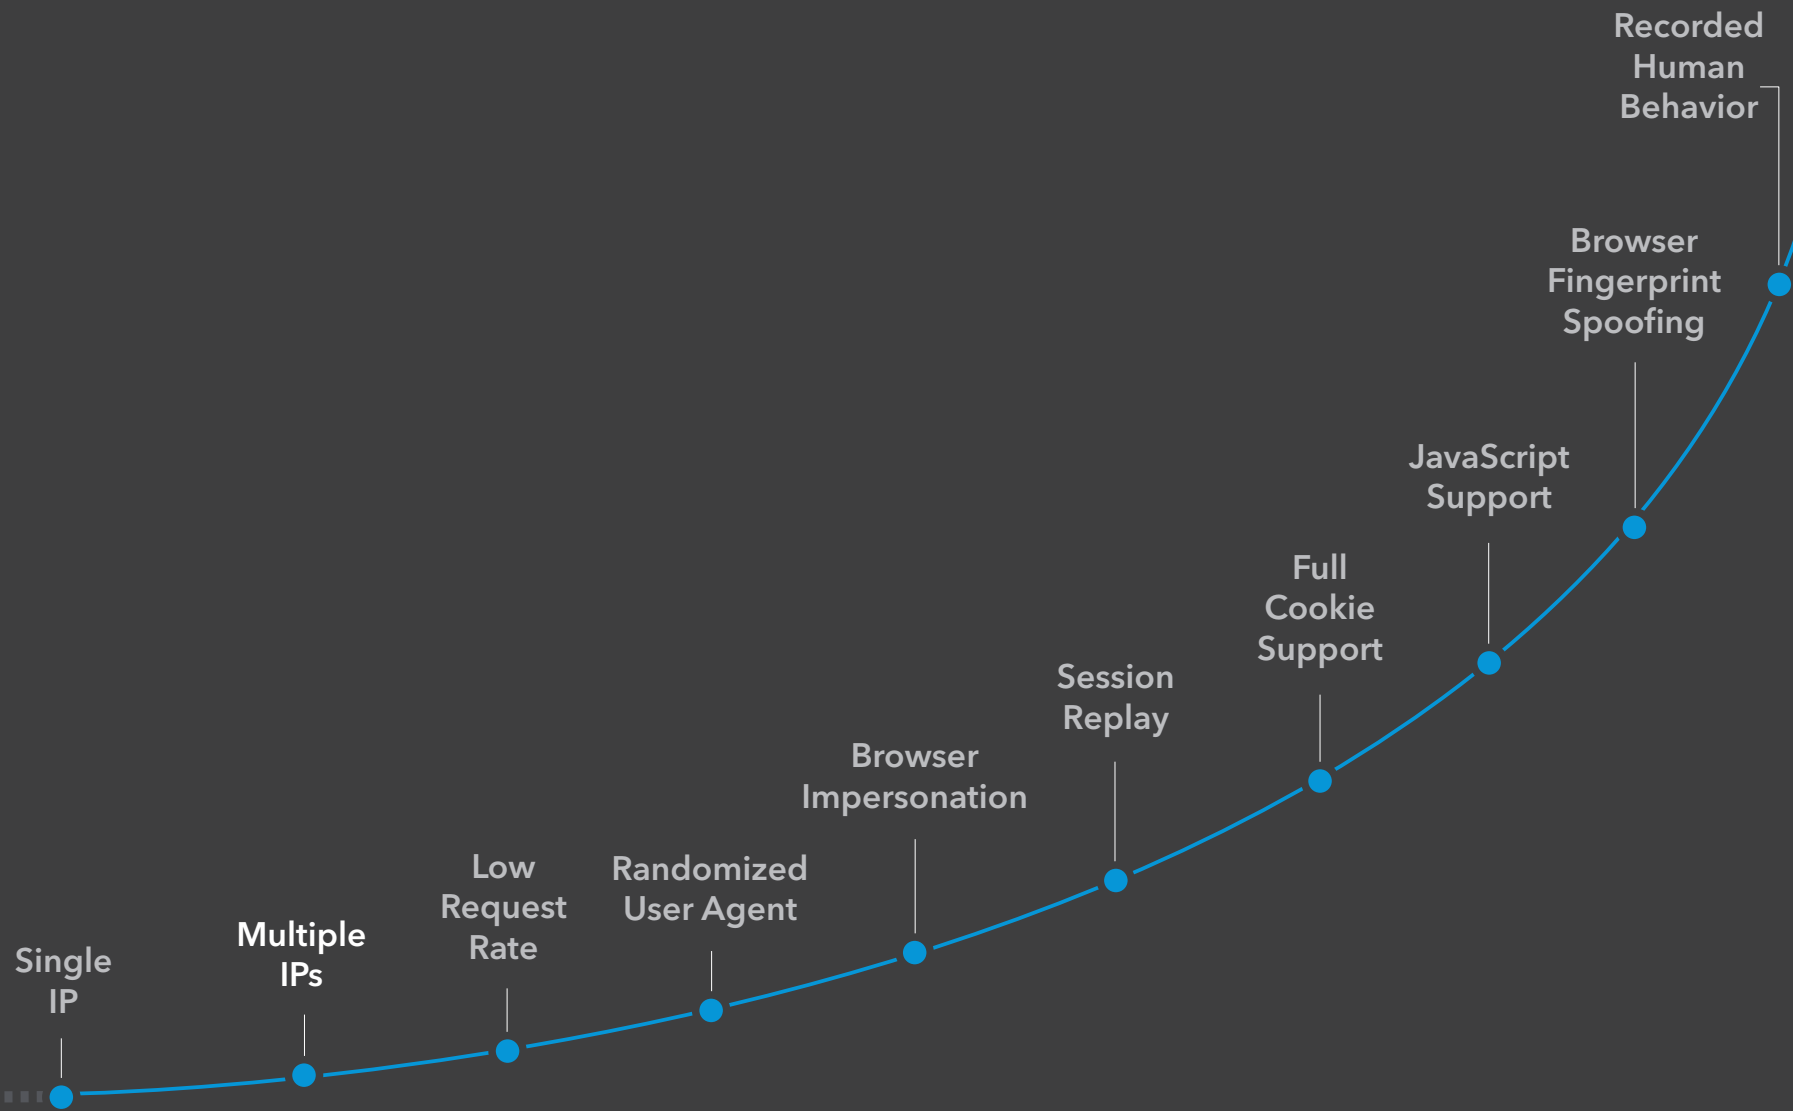 Single
IP
Multiple
IPs
Low
Request
Rate
Randomized
User Agent
Browser
Impersonation
Session
Replay
Full
Cookie
Support
JavaScript
Support
Browser
Fingerprint
Spoofing
Recorded
Human
Behavior